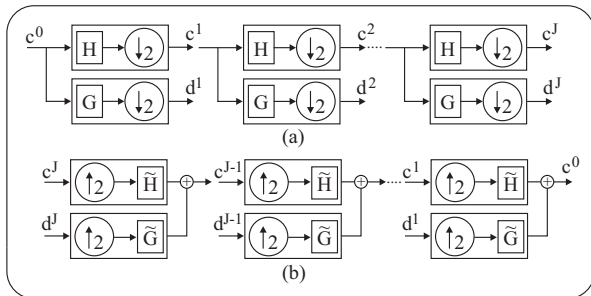 c⁰ H ↓2 c¹ H ↓2 c² ...... H ↓2 cᴶ
G ↓2 d¹ G ↓2 d² G ↓2 dᴶ
(a)
cᴶ ↑2 H̃ + cᴶ⁻¹ ↑2 H̃ + ...... c¹ ↑2 H̃ + c⁰
dᴶ ↑2 G̃ dᴶ⁻¹ ↑2 G̃ d¹ ↑2 G̃
(b)